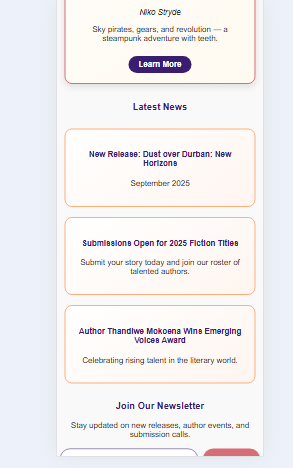 Niko Stryde
Sky pirates, gears, and revolution — a
steampunk adventure with teeth.
Learn More
Latest News
New Release: Dust over Durban: New
Horizons
September 2025
Submissions Open for 2025 Fiction Titles
Submit your story today and join our roster of
talented authors.
Author Thandiwe Mokoena Wins Emerging
Voices Award
Celebrating rising talent in the literary world.
Join Our Newsletter
Stay updated on new releases, author events, and
submission calls.